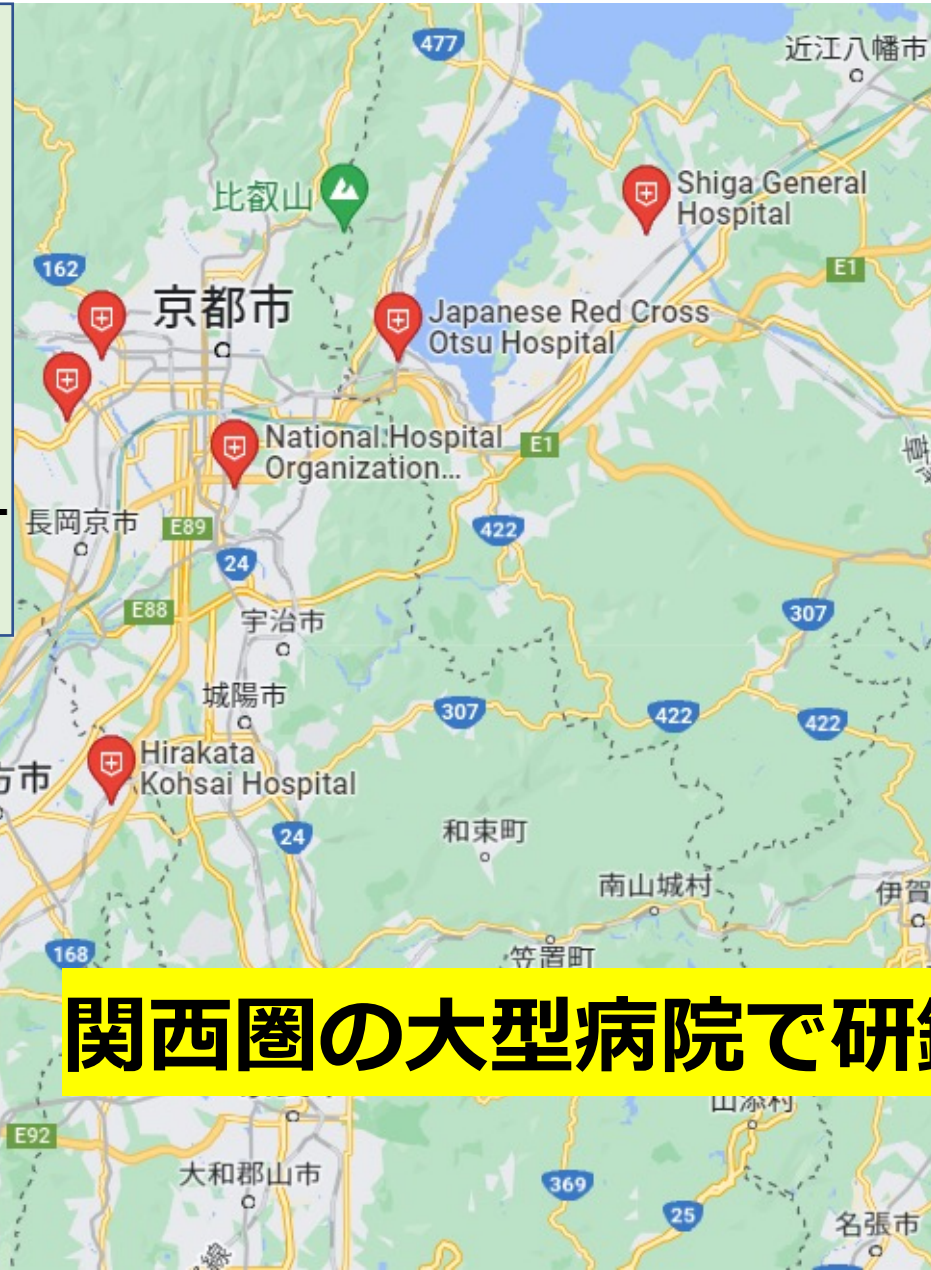 477
近江八幡市
比叡山
Shiga General
Hospital
162
E1
京都市
Japanese Red Cross
Otsu Hospital
National Hospital
Organization...
E1
長岡京市
E89
422
24
E88
307
宇治市
城陽市
307
422
422
Hirakata
Kohsai Hospital
方市
24
和束町
南山城村
伊賀
168
笠置町
関西圏の大型病院で研
山添村
E92
大和郡山市
369
25
名張市
線